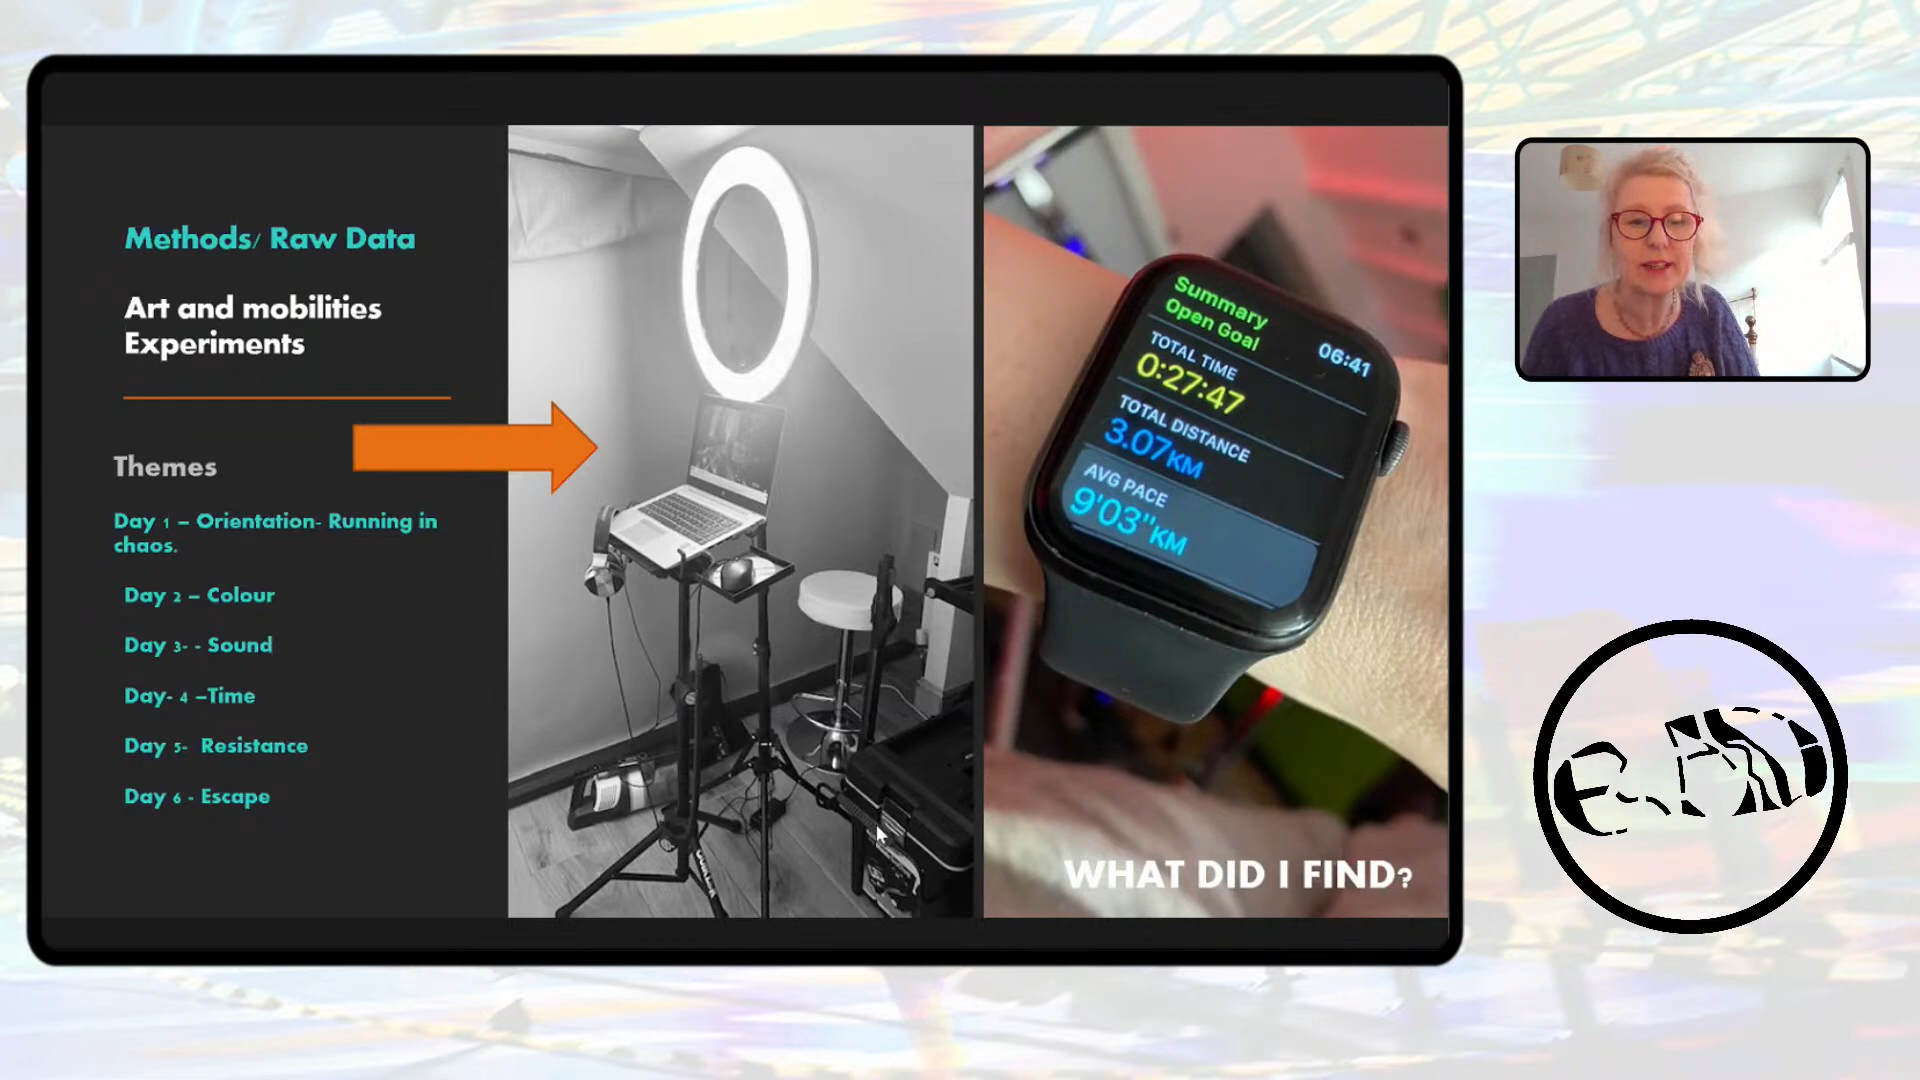 Methods/ Raw Data
Art and mobilities
Experiments
Themes
Day 1 – Orientation- Running in
chaos.
Day 2 – Colour
Day 3- - Sound
Day- 4 –Time
Day 5- Resistance
Day 6 - Escape
Summary
Open Goal
06:41
TOTAL TIME
0:27:47
TOTAL DISTANCE
3.07KM
AVG PACE
9'03"KM
WHAT DID I FIND?